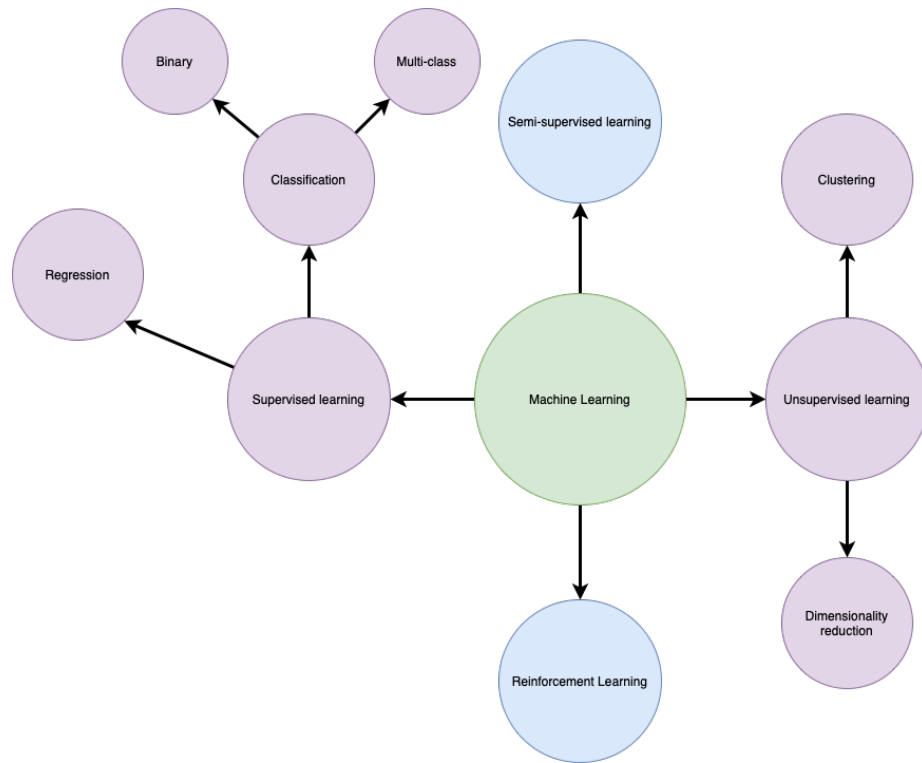 Binary
Multi-class
Semi-supervised learning
Classification
Clustering
Regression
Supervised learning
Machine Learning
Unsupervised learning
Dimensionality
reduction
Reinforcement Learning